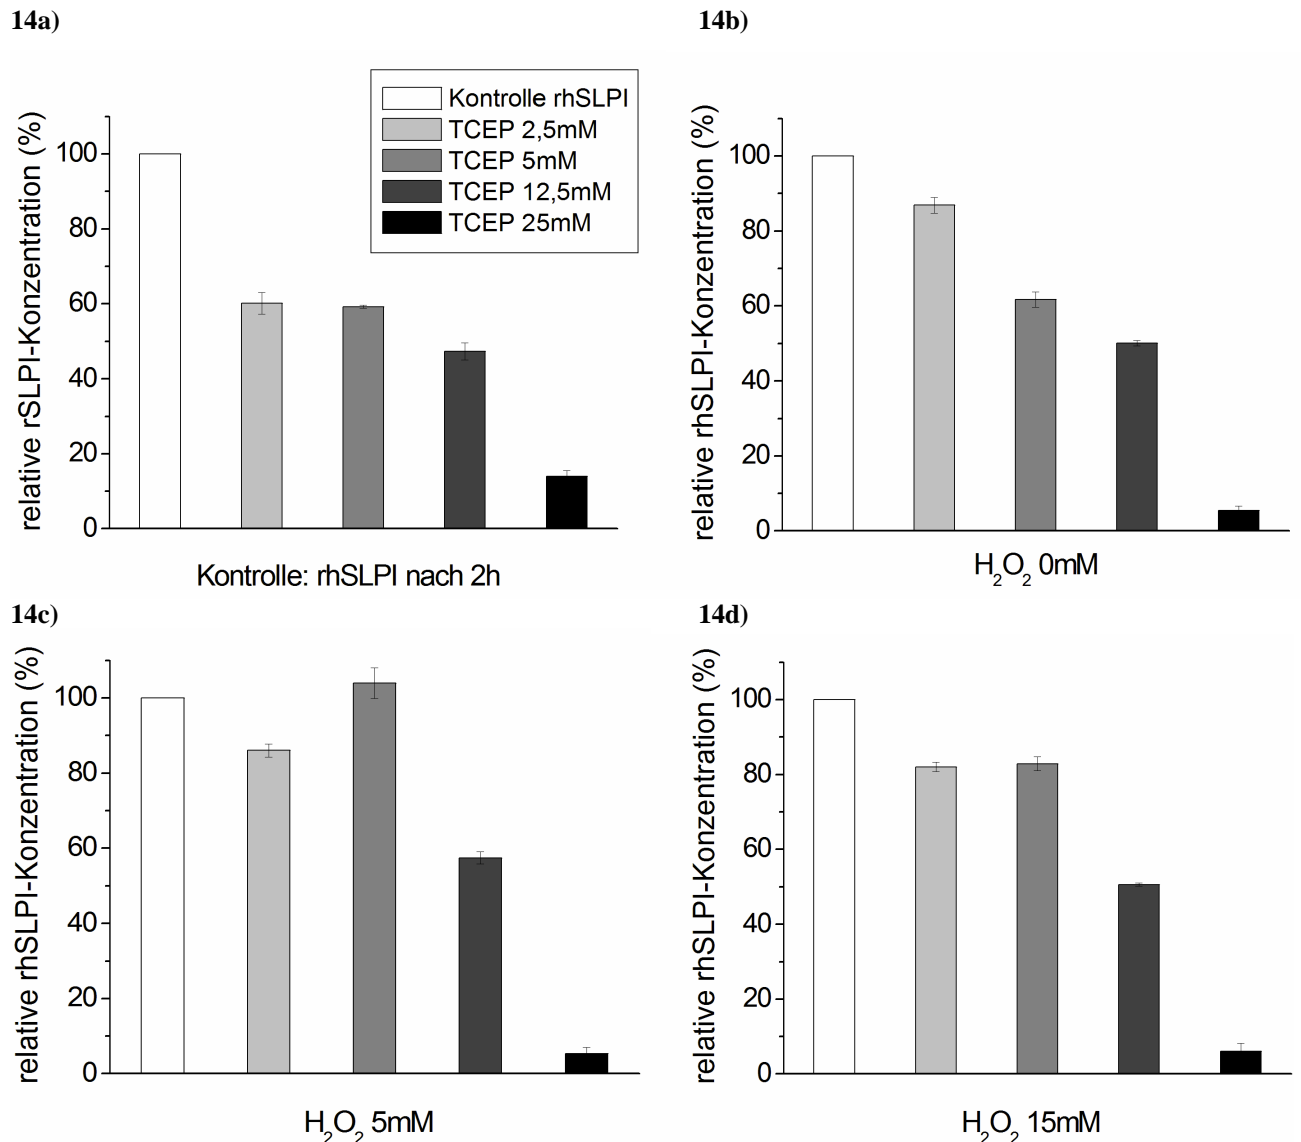 14a)
relative rSLPI-Konzentration (%)
100
80
60
40
20
0
Kontrolle rhSLPI
TCEP 2,5mM
TCEP 5mM
TCEP 12,5mM
TCEP 25mM
Kontrolle: rhSLPI nach 2h
14b)
relative rhSLPI-Konzentration (%)
100
80
60
40
20
0
H₂O₂ 0mM
14c)
relative rhSLPI-Konzentration (%)
100
80
60
40
20
0
H₂O₂ 5mM
14d)
relative rhSLPI-Konzentration (%)
100
80
60
40
20
0
H₂O₂ 15mM